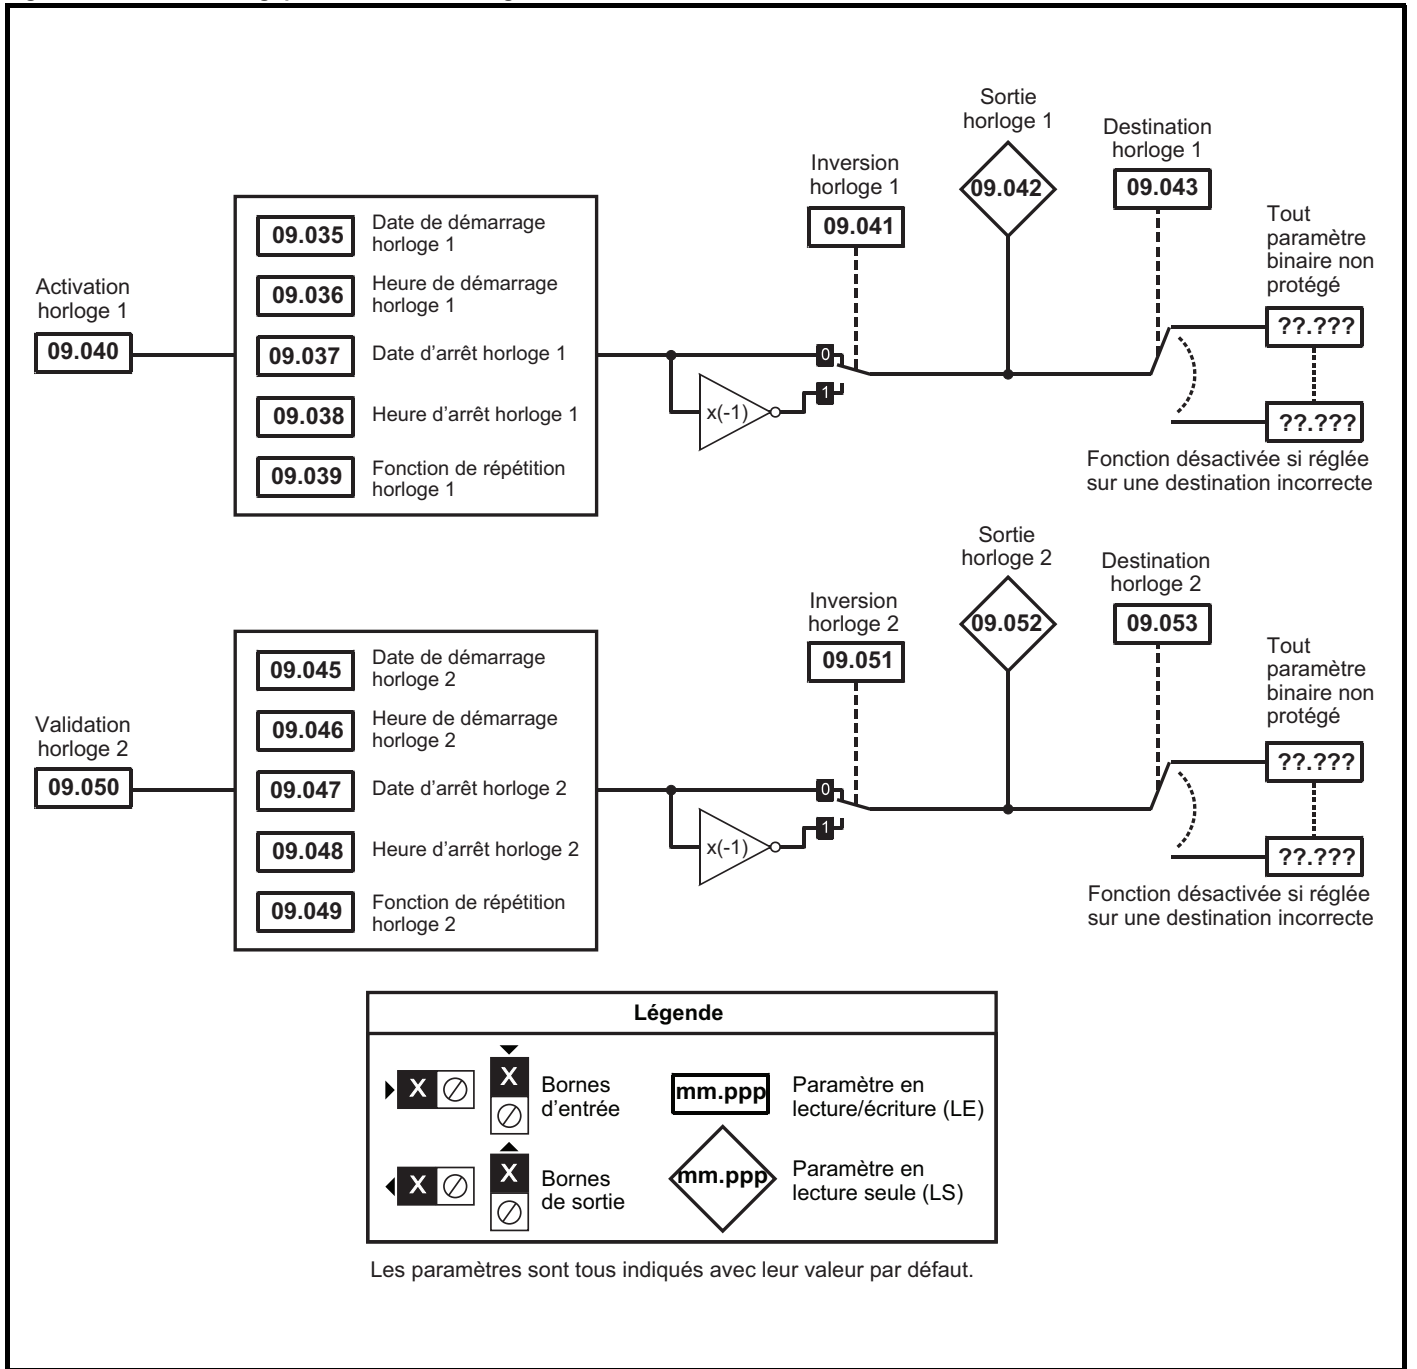 Sortie
horloge 1
Destination
horloge 1
Inversion
horloge 1
09.042
09.043
09.041
Tout
paramètre
binaire non
protégé
Activation
horloge 1
09.040
09.035
Date de démarrage
horloge 1
09.036
Heure de démarrage
horloge 1
09.037
Date d'arrêt horloge 1
09.038
Heure d'arrêt horloge 1
09.039
Fonction de répétition
horloge 1
0
1
x(-1)
??.???
??.???
Fonction désactivée si réglée
sur une destination incorrecte
Sortie
horloge 2
Destination
horloge 2
Inversion
horloge 2
09.052
09.053
09.051
Tout
paramètre
binaire non
protégé
Validation
horloge 2
09.050
09.045
Date de démarrage
horloge 2
09.046
Heure de démarrage
horloge 2
09.047
Date d'arrêt horloge 2
09.048
Heure d'arrêt horloge 2
09.049
Fonction de répétition
horloge 2
0
1
x(-1)
??.???
??.???
Fonction désactivée si réglée
sur une destination incorrecte
Légende
X
X
Bornes
d'entrée
mm.ppp
Paramètre en
lecture/écriture (LE)
X
X
Bornes
de sortie
mm.ppp
Paramètre en
lecture seule (LS)
Les paramètres sont tous indiqués avec leur valeur par défaut.